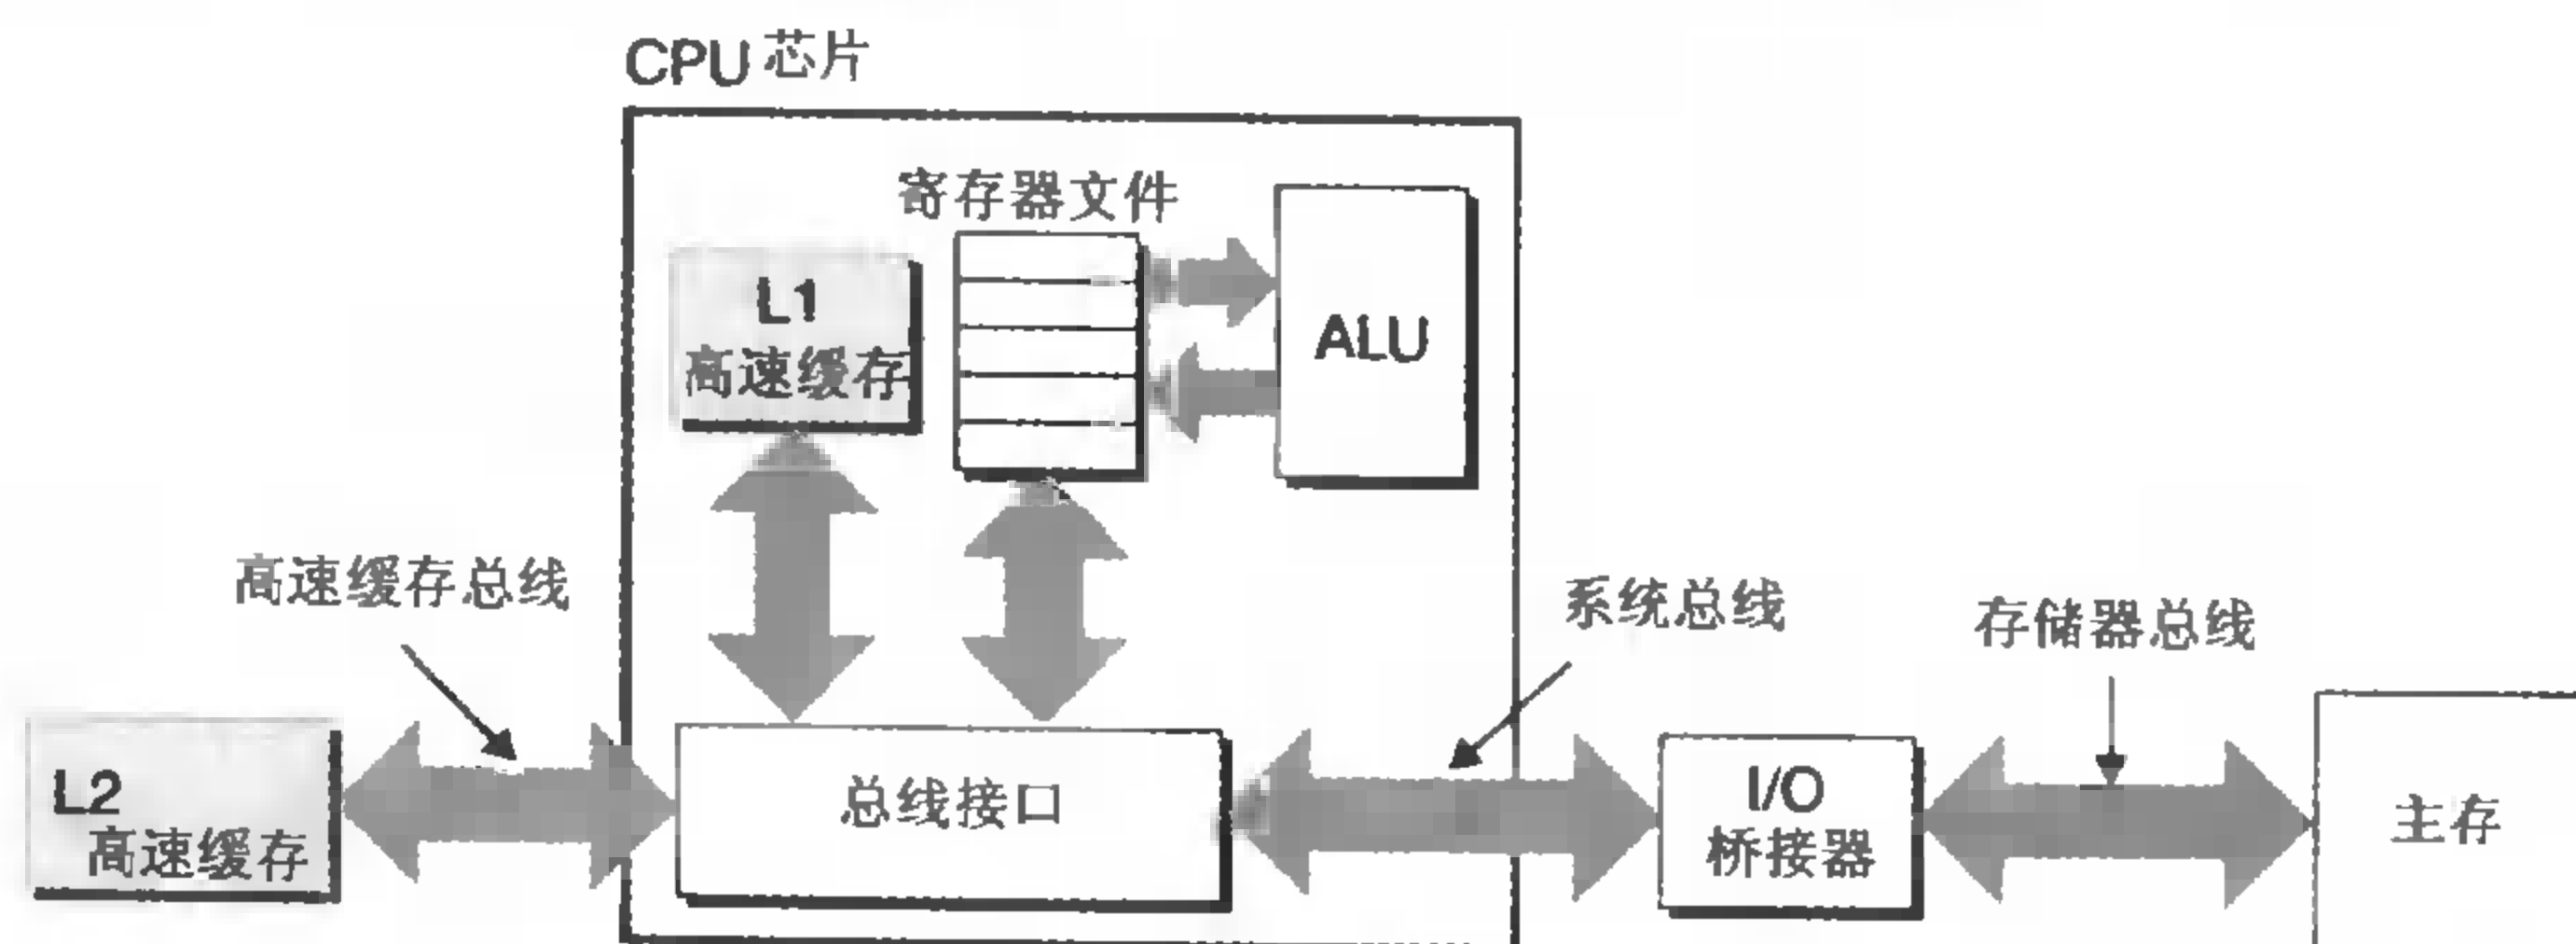 CPU 芯片
寄存器文件
L1
高速缓存
ALU
高速缓存总线
系统总线
存储器总线
L2
高速缓存
总线接口
I/O
桥接器
主存